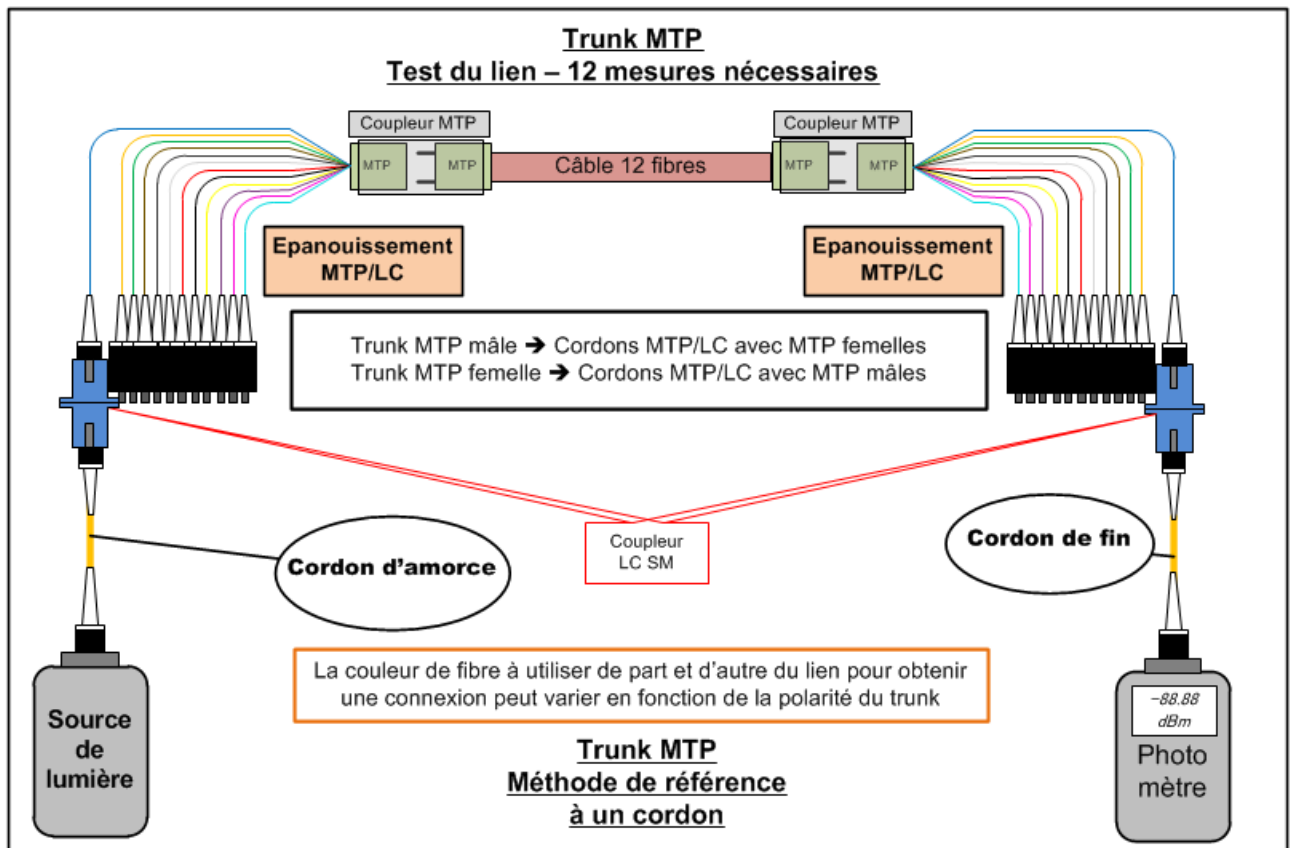 Trunk MTP
Test du lien – 12 mesures nécessaires
Coupleur MTP
Coupleur MTP
MTP
MTP
Câble 12 fibres
MTP
MTP
Epanouissement
MTP/LC
Epanouissement
MTP/LC
Trunk MTP mâle ➔ Cordons MTP/LC avec MTP femelles
Trunk MTP femelle ➔ Cordons MTP/LC avec MTP mâles
Coupleur
LC SM
Cordon d'amorce
Cordon de fin
La couleur de fibre à utiliser de part et d'autre du lien pour obtenir
une connexion peut varier en fonction de la polarité du trunk
Source
de
lumière
–88.88
dBm
Photo
mètre
Trunk MTP
Méthode de référence
à un cordon